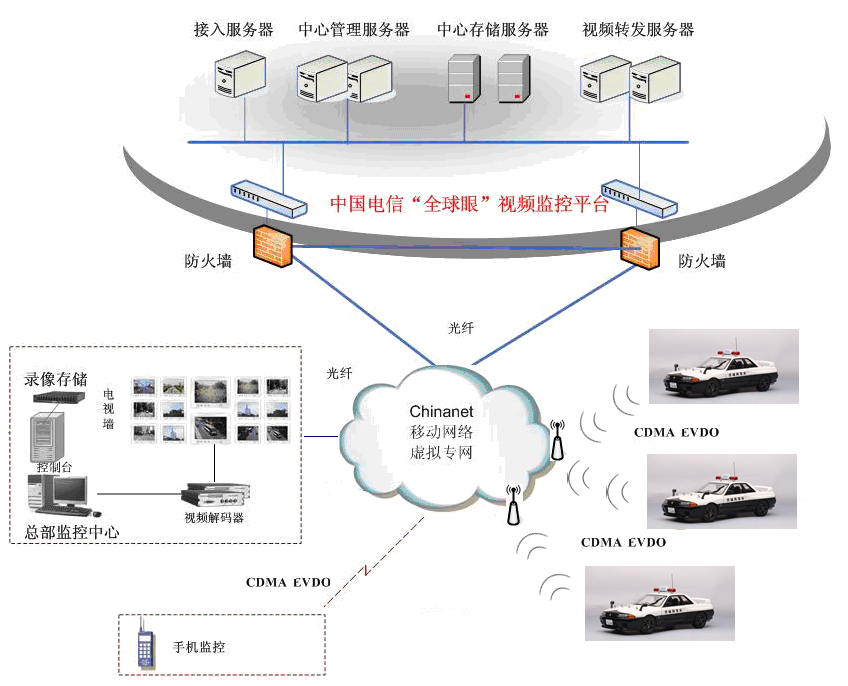 接入服务器
中心管理服务器
中心存储服务器
视频转发服务器
中国电信“全球眼”视频监控平台
防火墙
防火墙
光纤
光纤
录像存储
电视墙
控制台
总部监控中心
视频解码器
Chinanet
移动网络
虚拟专网
CDMA EVDO
CDMA EVDO
CDMA EVDO
手机监控